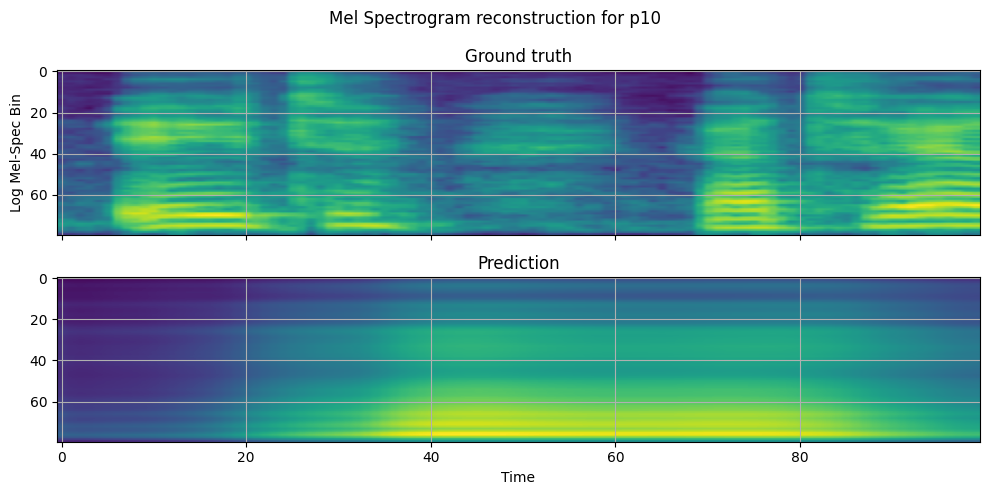 Mel Spectrogram reconstruction for p10
Ground truth
Log Mel-Spec Bin
0
20
40
60
Prediction
0
20
40
60
0 20 40 60 80
Time